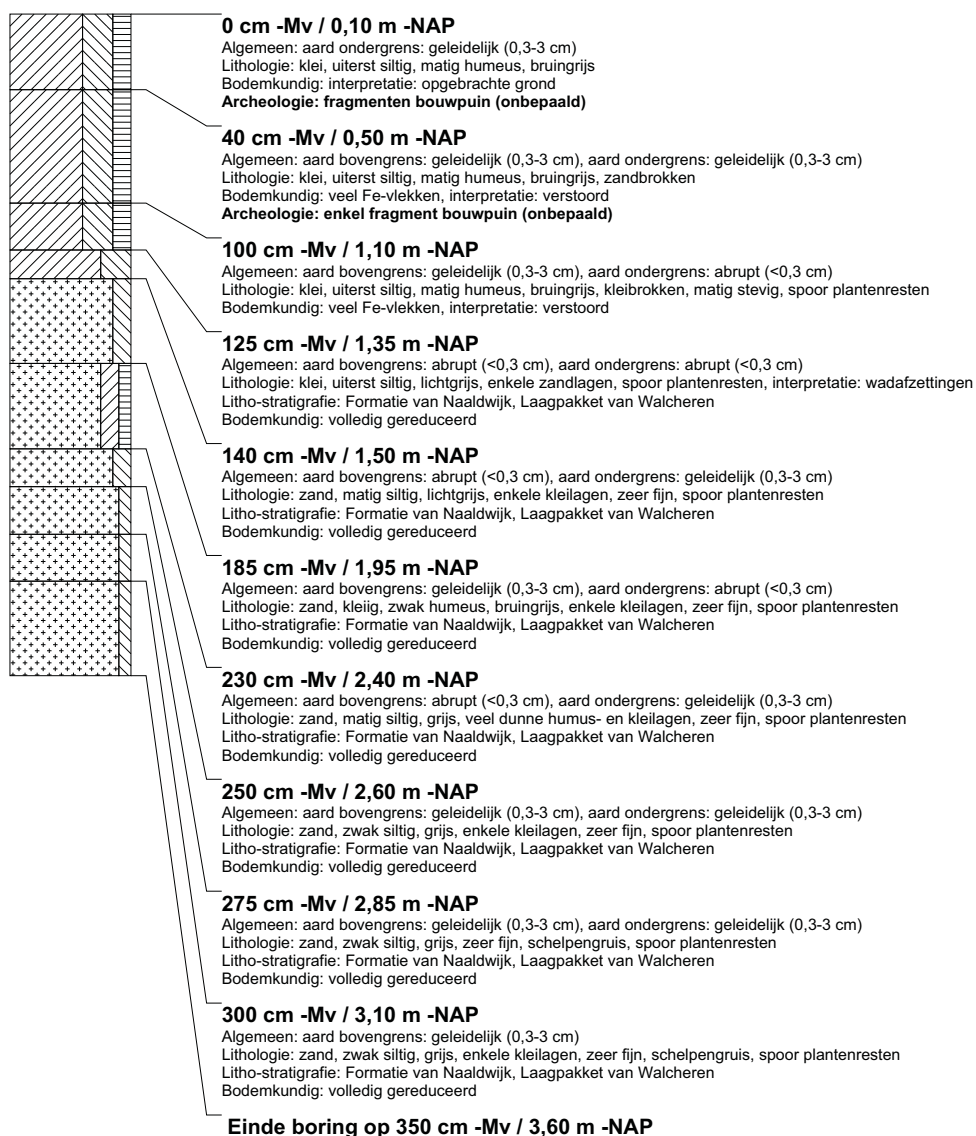 0 cm -Mv / 0,10 m -NAP
Algemeen: aard ondergrens: geleidelijk (0,3-3 cm)
Lithologie: klei, uiterst siltig, matig humeus, bruingrijs
Bodemkundig: interpretatie: opgebrachte grond
Archeologie: fragmenten bouwpuin (onbepaald)
40 cm -Mv / 0,50 m -NAP
Algemeen: aard bovengrens: geleidelijk (0,3-3 cm), aard ondergrens: geleidelijk (0,3-3 cm)
Lithologie: klei, uiterst siltig, matig humeus, bruingrijs, zandbrokken
Bodemkundig: veel Fe-vlekken, interpretatie: verstoord
Archeologie: enkel fragment bouwpuin (onbepaald)
100 cm -Mv / 1,10 m -NAP
Algemeen: aard bovengrens: geleidelijk (0,3-3 cm), aard ondergrens: abrupt (<0,3 cm)
Lithologie: klei, uiterst siltig, matig humeus, bruingrijs, kleibrokken, matig stevig, spoor plantenresten
Bodemkundig: veel Fe-vlekken, interpretatie: verstoord
125 cm -Mv / 1,35 m -NAP
Algemeen: aard bovengrens: abrupt (<0,3 cm), aard ondergrens: abrupt (<0,3 cm)
Lithologie: klei, uiterst siltig, lichtgrijs, enkele zandlagen, spoor plantenresten, interpretatie: wadafzettingen
Litho-stratigrafie: Formatie van Naaldwijk, Laagpakket van Walcheren
Bodemkundig: volledig gereduceerd
140 cm -Mv / 1,50 m -NAP
Algemeen: aard bovengrens: abrupt (<0,3 cm), aard ondergrens: geleidelijk (0,3-3 cm)
Lithologie: zand, matig siltig, lichtgrijs, enkele kleilagen, zeer fijn, spoor plantenresten
Litho-stratigrafie: Formatie van Naaldwijk, Laagpakket van Walcheren
Bodemkundig: volledig gereduceerd
185 cm -Mv / 1,95 m -NAP
Algemeen: aard bovengrens: geleidelijk (0,3-3 cm), aard ondergrens: abrupt (<0,3 cm)
Lithologie: zand, kleiig, zwak humeus, bruingrijs, enkele kleilagen, zeer fijn, spoor plantenresten
Litho-stratigrafie: Formatie van Naaldwijk, Laagpakket van Walcheren
Bodemkundig: volledig gereduceerd
230 cm -Mv / 2,40 m -NAP
Algemeen: aard bovengrens: abrupt (<0,3 cm), aard ondergrens: geleidelijk (0,3-3 cm)
Lithologie: zand, matig siltig, grijs, veel dunne humus- en kleilagen, zeer fijn, spoor plantenresten
Litho-stratigrafie: Formatie van Naaldwijk, Laagpakket van Walcheren
Bodemkundig: volledig gereduceerd
250 cm -Mv / 2,60 m -NAP
Algemeen: aard bovengrens: geleidelijk (0,3-3 cm), aard ondergrens: geleidelijk (0,3-3 cm)
Lithologie: zand, zwak siltig, grijs, enkele kleilagen, zeer fijn, spoor plantenresten
Litho-stratigrafie: Formatie van Naaldwijk, Laagpakket van Walcheren
Bodemkundig: volledig gereduceerd
275 cm -Mv / 2,85 m -NAP
Algemeen: aard bovengrens: geleidelijk (0,3-3 cm), aard ondergrens: geleidelijk (0,3-3 cm)
Lithologie: zand, zwak siltig, grijs, zeer fijn, schelpengruis, spoor plantenresten
Litho-stratigrafie: Formatie van Naaldwijk, Laagpakket van Walcheren
Bodemkundig: volledig gereduceerd
300 cm -Mv / 3,10 m -NAP
Algemeen: aard bovengrens: geleidelijk (0,3-3 cm)
Lithologie: zand, zwak siltig, grijs, enkele kleilagen, zeer fijn, schelpengruis, spoor plantenresten
Litho-stratigrafie: Formatie van Naaldwijk, Laagpakket van Walcheren
Bodemkundig: volledig gereduceerd
Einde boring op 350 cm -Mv / 3,60 m -NAP